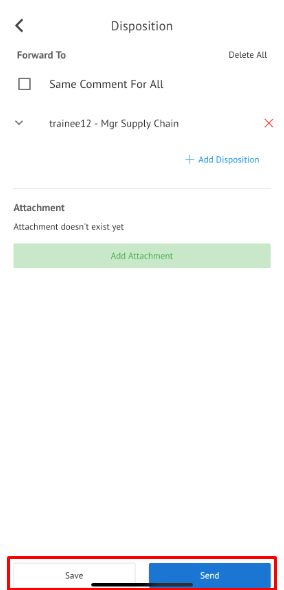 Disposition
Forward To Delete All
Same Comment For All
trainee12 - Mgr Supply Chain
Add Disposition
Attachment
Attachment doesn't exist yet
Add Attachment
Save Send